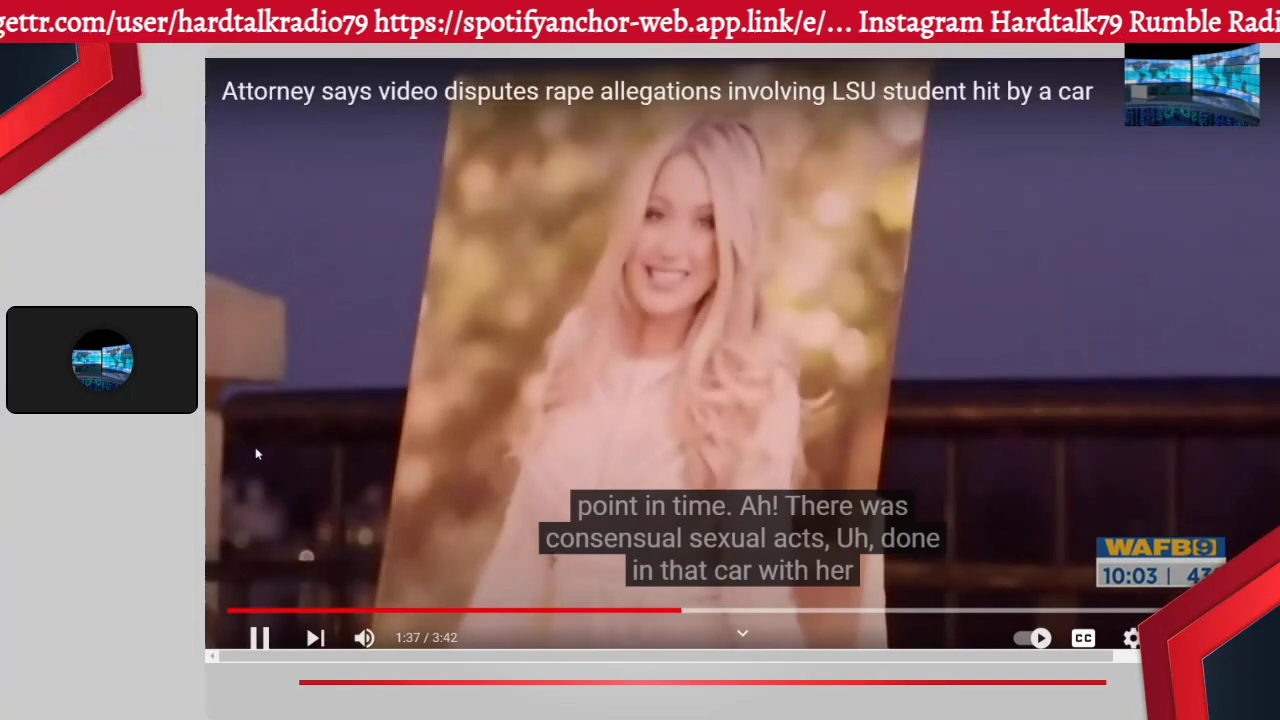 gettr.com/user/hardtalkradio79 https://spotifyanchor-web.app.link/e/... Instagram Hardtalk79 Rumble Radi
Attorney says video disputes rape allegations involving LSU student hit by a car
point in time. Ah! There was
consensual sexual acts, Uh, done
in that car with her
WAFB9
10:03 | 43
1:37 / 3:42
CC